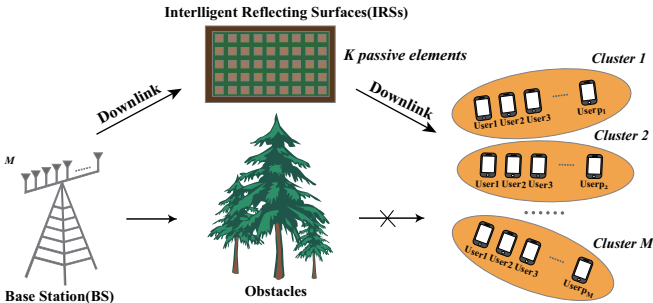 Interlligent Reflecting Surfaces(IRSs)
K passive elements
Downlink
Downlink
Cluster 1
User1 User2 User3 ...... Userp1
Cluster 2
User1 User2 User3 ...... Userp2
.......
Cluster M
User1 User2 User3 ...... UserpM
M
......
Base Station(BS)
Obstacles